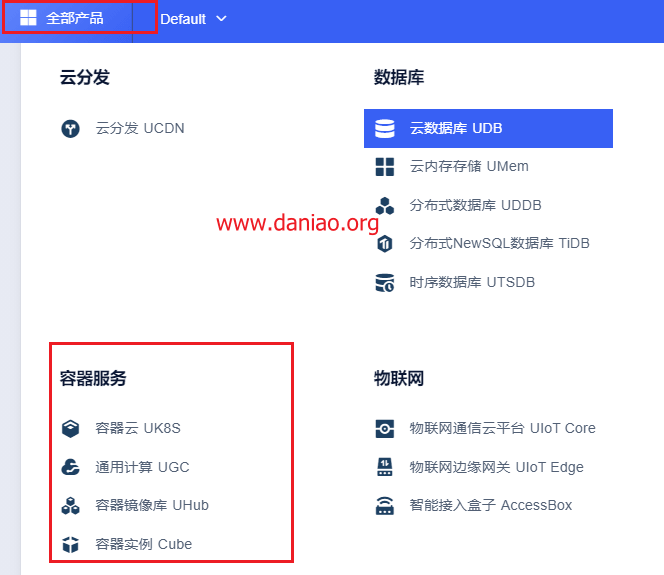 全部产品 Default
云分发
云分发 UCDN
数据库
云数据库 UDB
云内存存储 UMem
分布式数据库 UDDB
分布式NewSQL数据库 TiDB
时序数据库 UTSDB
www.daniao.org
容器服务
容器云 UK8S
通用计算 UGC
容器镜像库 UHub
容器实例 Cube
物联网
物联网通信云平台 UIoT Core
物联网边缘网关 UIoT Edge
智能接入盒子 AccessBox